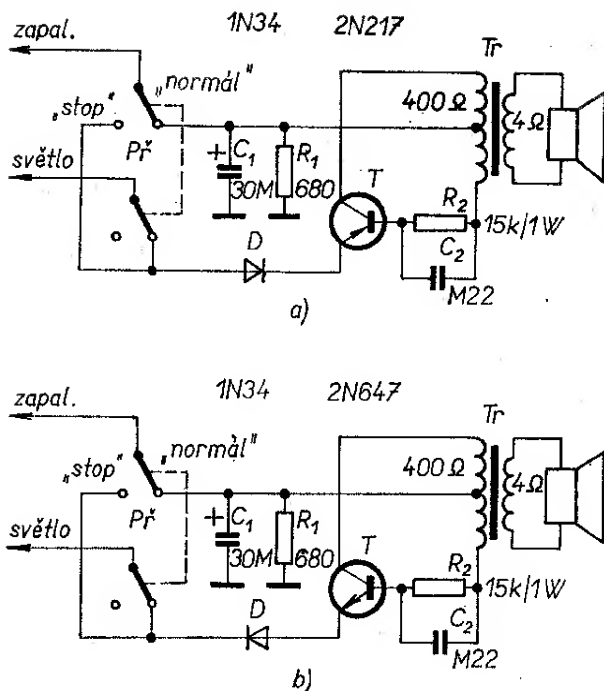 1N34 2N217
zapal.
Tr
„normál"
„stop"
400Ω
4Ω
Př
světlo
+ C1
R1
T
30M 680
R2
15k/1W
D
C2
M22
a)
1N34 2N647
zapal.
Tr
„normál"
„stop"
400Ω
4Ω
Př
světlo
+ C1
R1
T
30M 680
R2
15k/1W
D
C2
M22
b)